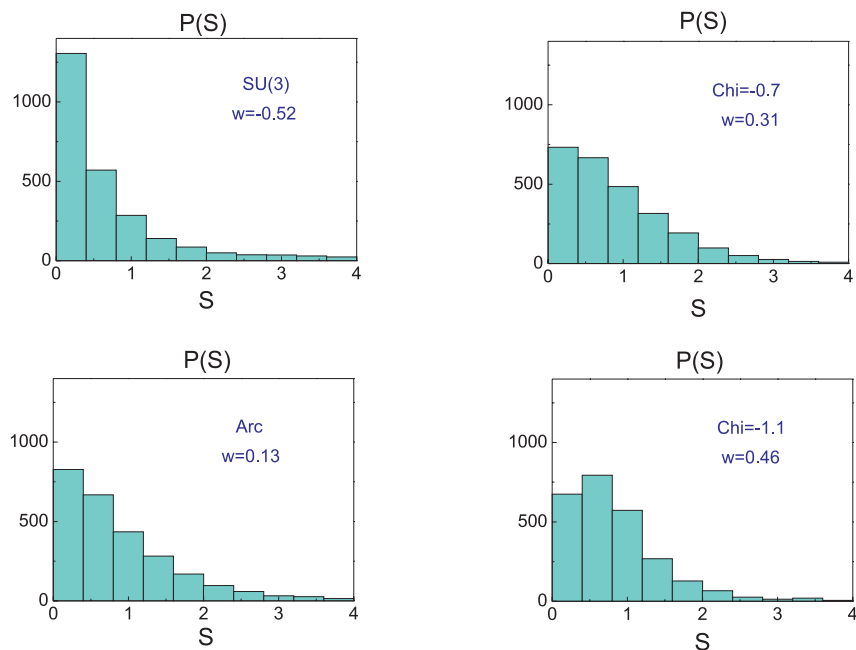 P(S)
SU(3)
w=-0.52
1000
500
0
0 1 2 3 4
S
P(S)
Chi=-0.7
w=0.31
1000
500
0
0 1 2 3 4
S
P(S)
Arc
w=0.13
1000
500
0
0 1 2 3 4
S
P(S)
Chi=-1.1
w=0.46
1000
500
0
0 1 2 3 4
S